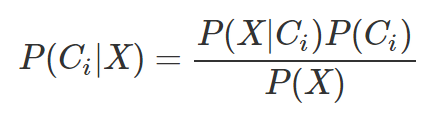 P(C_i|X) = \frac{P(X|C_i)P(C_i)}{P(X)}